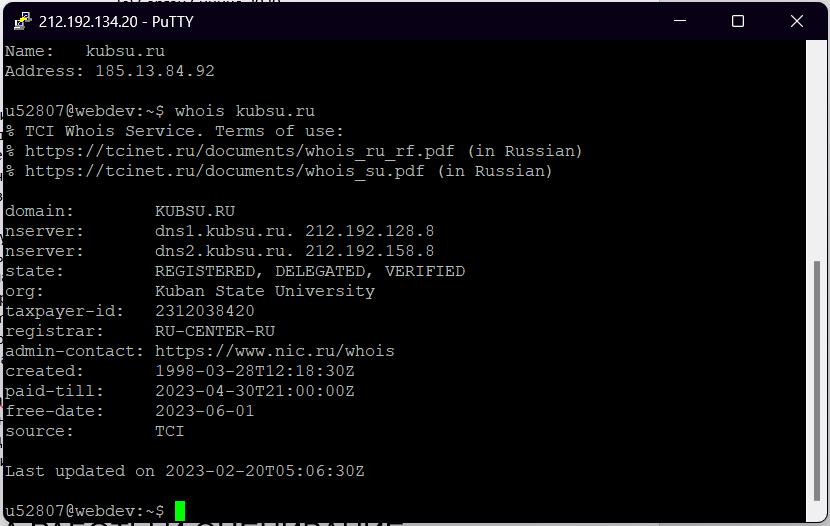 212.192.134.20 - PuTTY
Name:   kubsu.ru
Address: 185.13.84.92
u52807@webdev:~$ whois kubsu.ru
% TCI Whois Service. Terms of use:
% https://tcinet.ru/documents/whois_ru_rf.pdf (in Russian)
% https://tcinet.ru/documents/whois_su.pdf (in Russian)
domain:        KUBSU.RU
nserver:       dns1.kubsu.ru. 212.192.128.8
nserver:       dns2.kubsu.ru. 212.192.158.8
state:         REGISTERED, DELEGATED, VERIFIED
org:           Kuban State University
taxpayer-id:   2312038420
registrar:     RU-CENTER-RU
admin-contact: https://www.nic.ru/whois
created:       1998-03-28T12:18:30Z
paid-till:     2023-04-30T21:00:00Z
free-date:     2023-06-01
source:        TCI
Last updated on 2023-02-20T05:06:30Z
u52807@webdev:~$